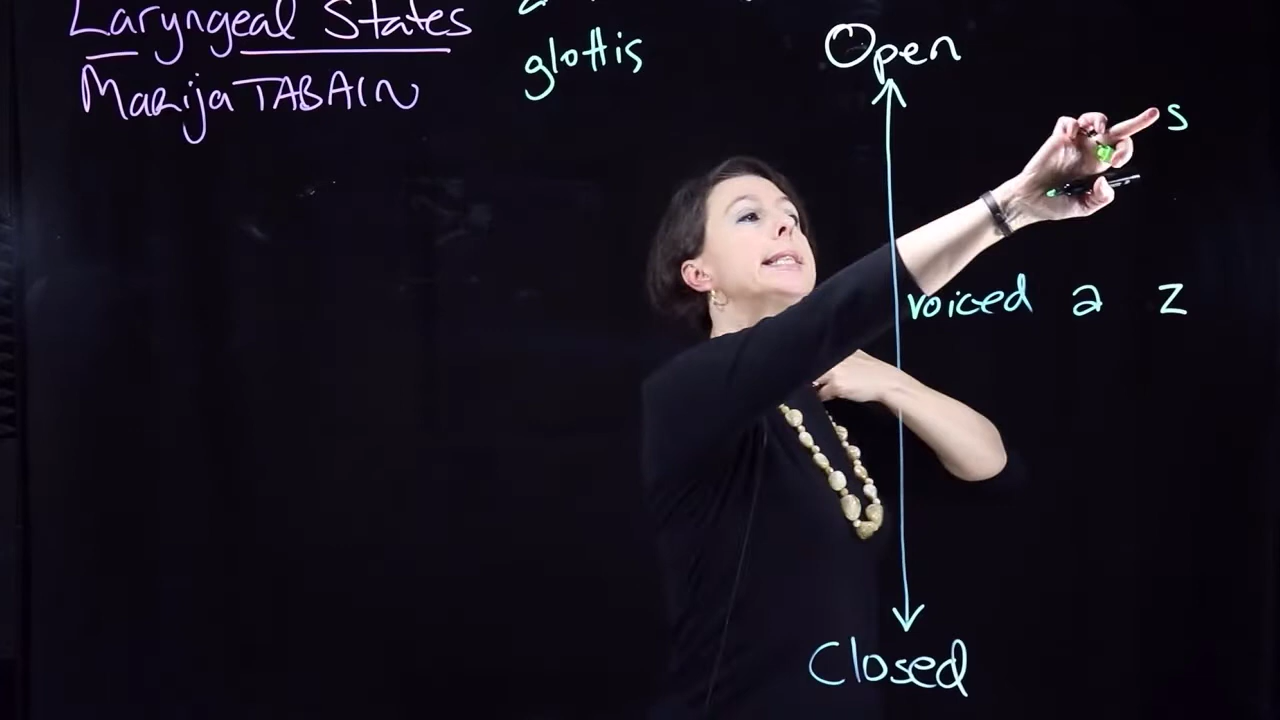 Laryngeal States
Marija TABAIN
glottis
Open
s
voiced a z
Closed